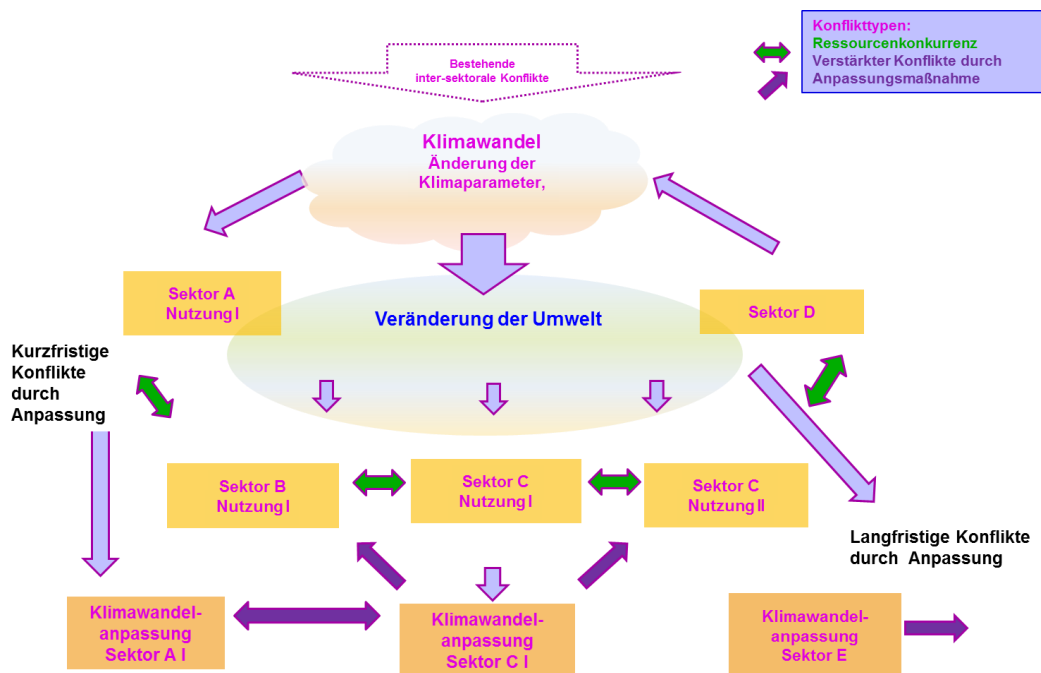 Konflikttypen:
Ressourcenkonkurrenz
Verstärkter Konflikte durch
Anpassungsmaßnahme
Bestehende
inter-sektorale Konflikte
Klimawandel
Änderung der
Klimaparameter,
Sektor A
Nutzung I
Veränderung der Umwelt
Sektor D
Kurzfristige
Konflikte
durch
Anpassung
Sektor B
Nutzung I
Sektor C
Nutzung I
Sektor C
Nutzung II
Langfristige Konflikte
durch Anpassung
Klimawandel-
anpassung
Sektor A I
Klimawandel-
anpassung
Sektor C I
Klimawandel-
anpassung
Sektor E